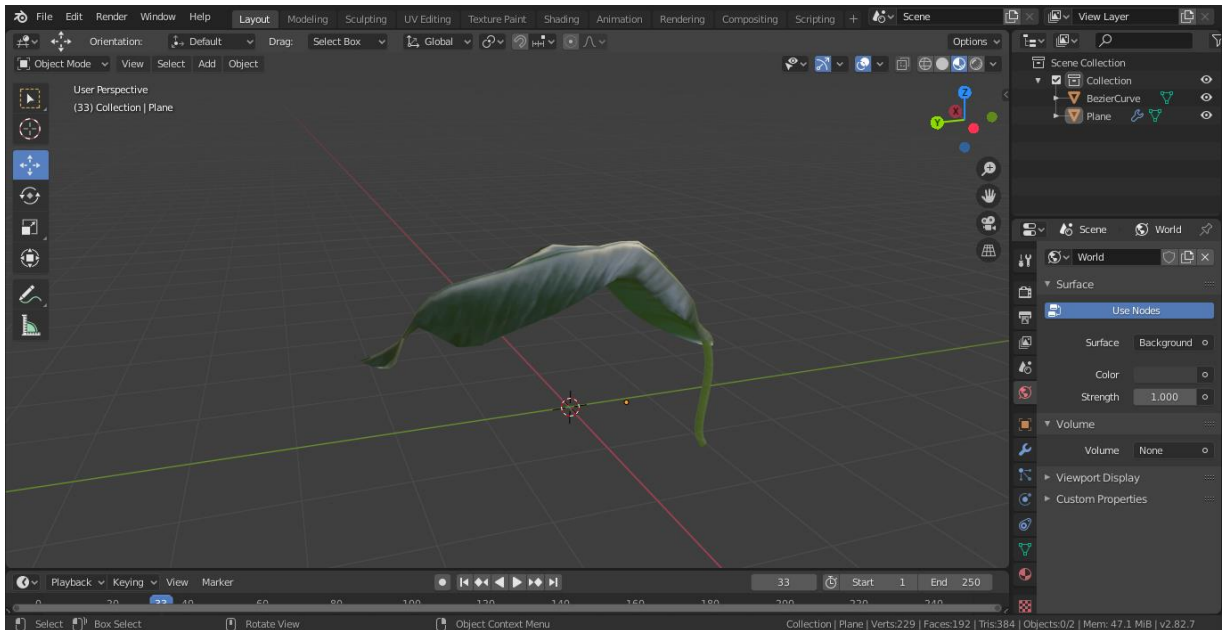 File Edit Render Window Help Layout Modeling Sculpting UV Editing Texture Paint Shading Animation Rendering Compositing Scripting + Scene View Layer
Orientation: Default Drag: Select Box Global Options
Object Mode View Select Add Object
User Perspective
(33) Collection | Plane
Z
X
Y
Scene Collection
Collection
BezierCurve
Plane
Scene World
World
Surface
Use Nodes
Surface Background
Color
Strength 1.000
Volume
Volume None
Viewport Display
Custom Properties
Playback Keying View Marker 33 Start 1 End 250
0 20 33 40 60 80 100 120 140 160 180 200 220 240
Select Box Select Rotate View Object Context Menu Collection | Plane | Verts:229 | Faces:192 | Tris:384 | Objects:0/2 | Mem: 47.1 MiB | v2.82.7